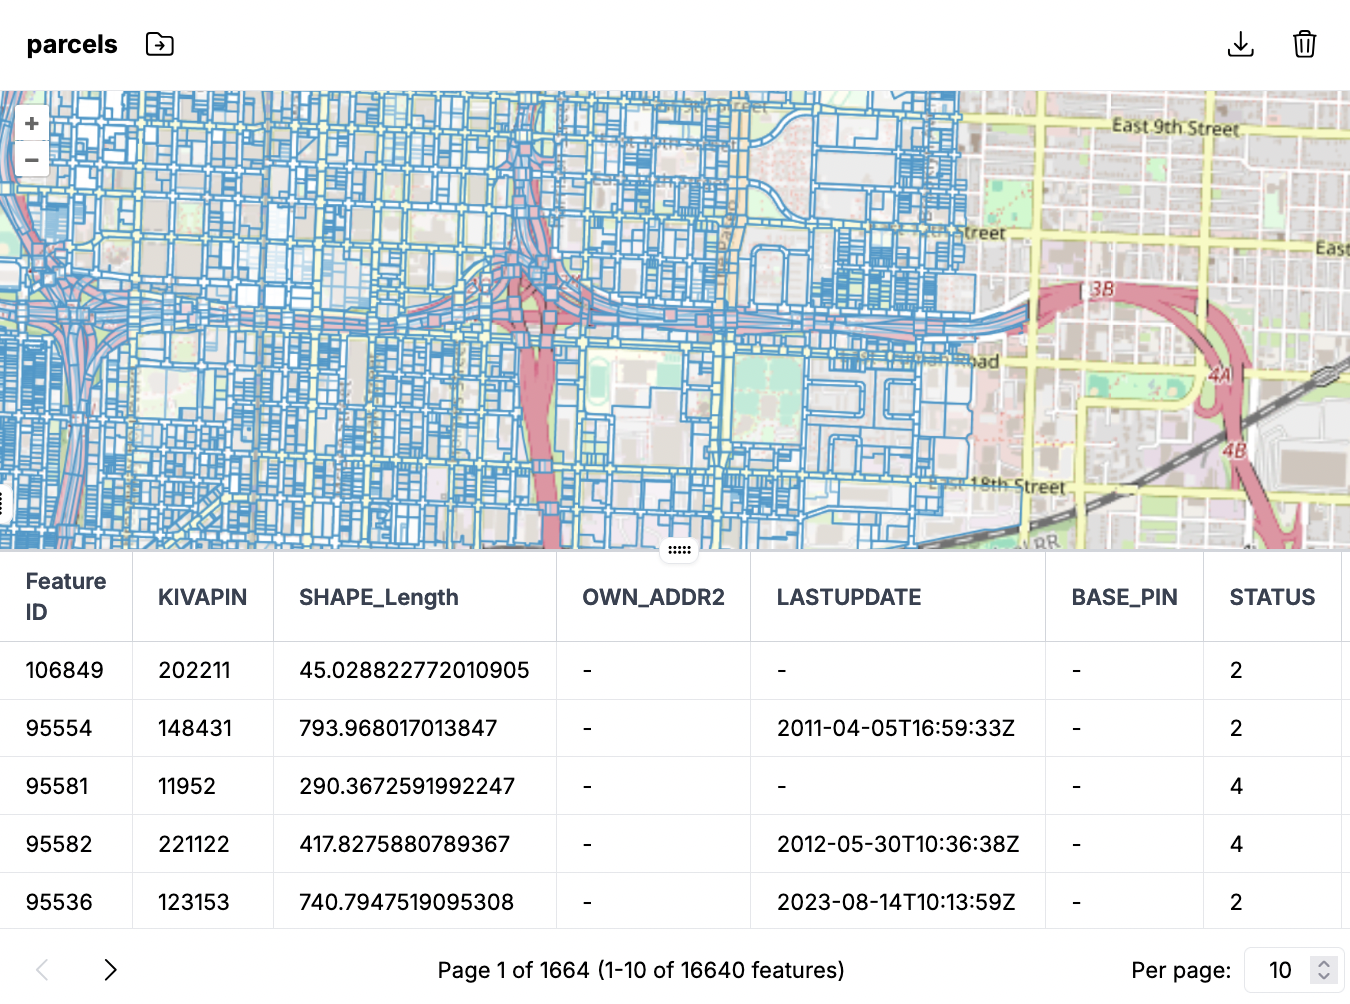 parcels
+
East 9th Street
East 9th Street
−
Street
East
3B
4A
Road
4B
East 18th Street
RR
Feature ID KIVAPIN SHAPE_Length OWN_ADDR2 LASTUPDATE BASE_PIN STATUS
106849 202211 45.028822772010905 - - - 2
95554 148431 793.968017013847 - 2011-04-05T16:59:33Z - 2
95581 11952 290.3672591992247 - - - 4
95582 221122 417.8275880789367 - 2012-05-30T10:36:38Z - 4
95536 123153 740.7947519095308 - 2023-08-14T10:13:59Z - 2
Page 1 of 1664 (1-10 of 16640 features) Per page: 10